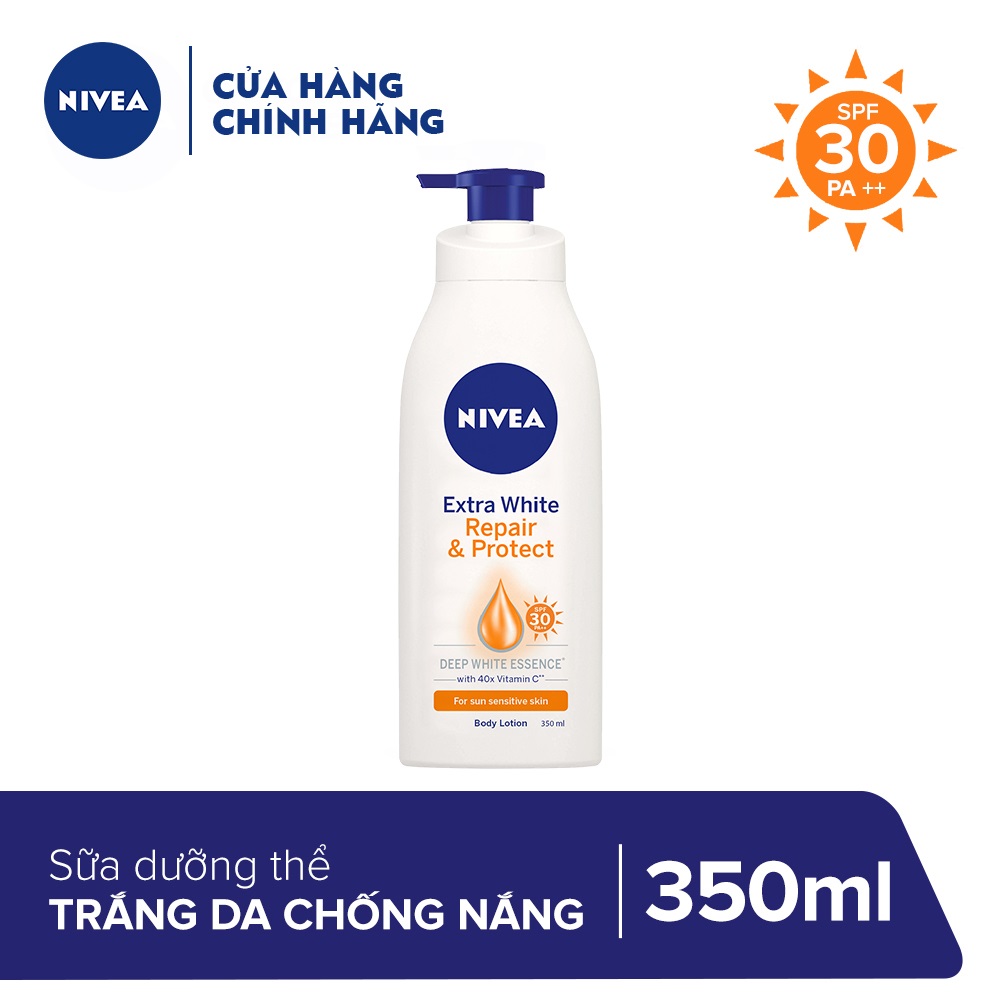 NIVEA
CỬA HÀNG
CHÍNH HÃNG
SPF
30
PA ++
NIVEA
Extra White
Repair
& Protect
SPF
30
PA++
DEEP WHITE ESSENCE*
with 40x Vitamin C**
For sun sensitive skin
Body Lotion 350 ml
Sữa dưỡng thể
TRẮNG DA CHỐNG NẮNG
350ml